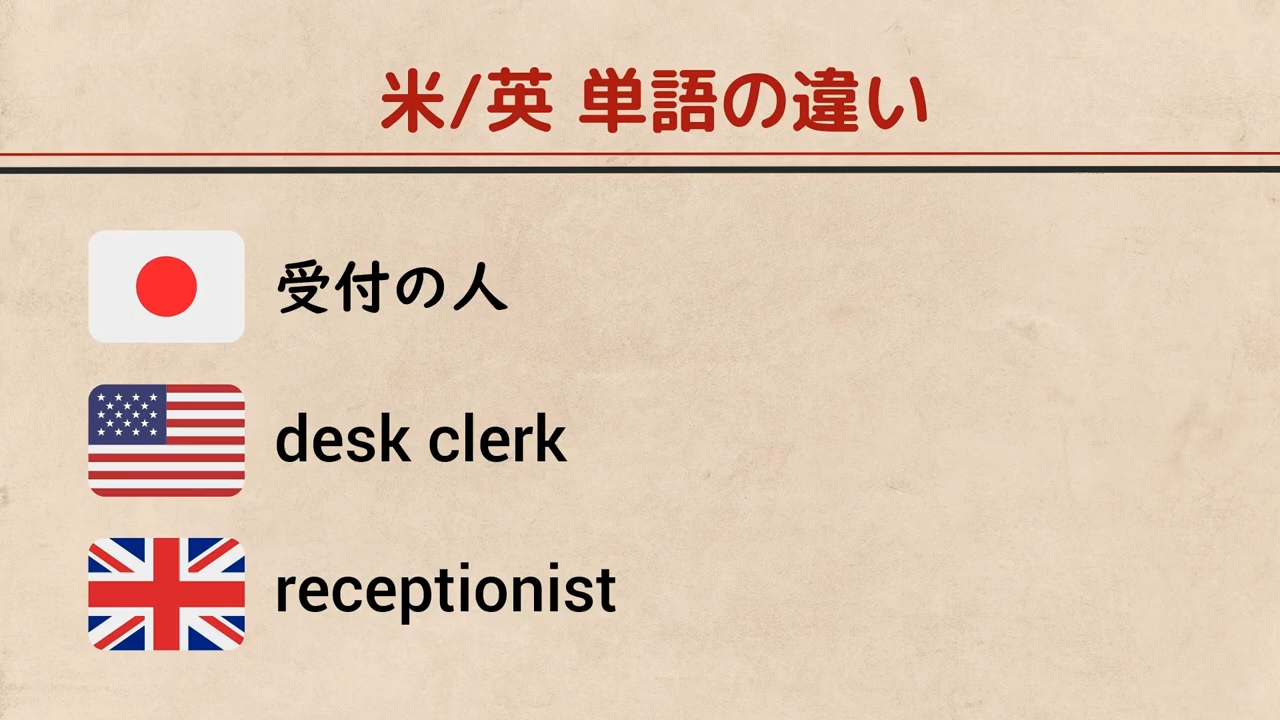 米/英 単語の違い
受付の人
desk clerk
receptionist